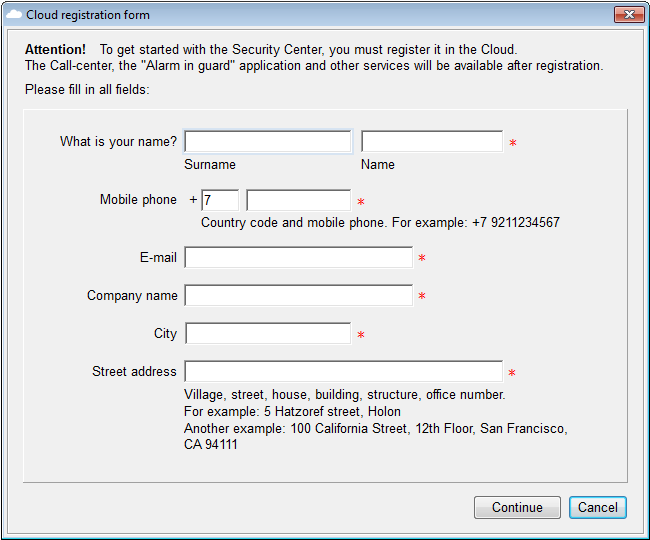 Cloud registration form
Attention! To get started with the Security Center, you must register it in the Cloud.
The Call-center, the "Alarm in guard" application and other services will be available after registration.
Please fill in all fields:
What is your name? *
Surname Name
Mobile phone + 7 *
Country code and mobile phone. For example: +7 9211234567
E-mail *
Company name *
City *
Street address *
Village, street, house, building, structure, office number.
For example: 5 Hatzoref street, Holon
Another example: 100 California Street, 12th Floor, San Francisco,
CA 94111
Continue Cancel